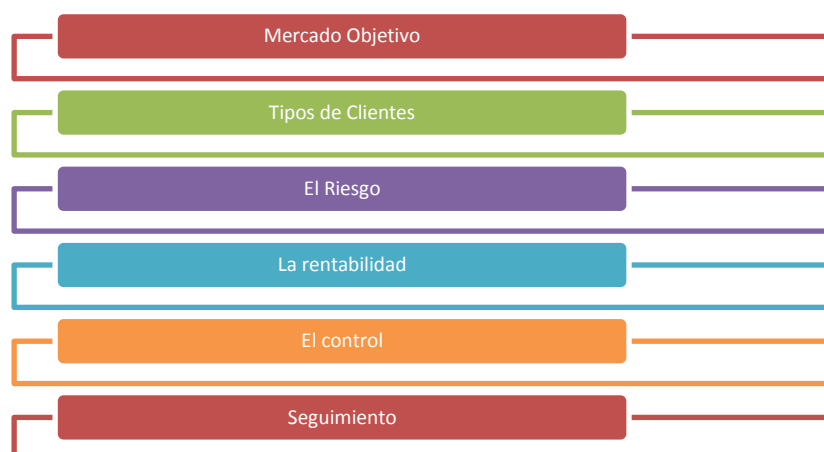 Mercado Objetivo
Tipos de Clientes
El Riesgo
La rentabilidad
El control
Seguimiento